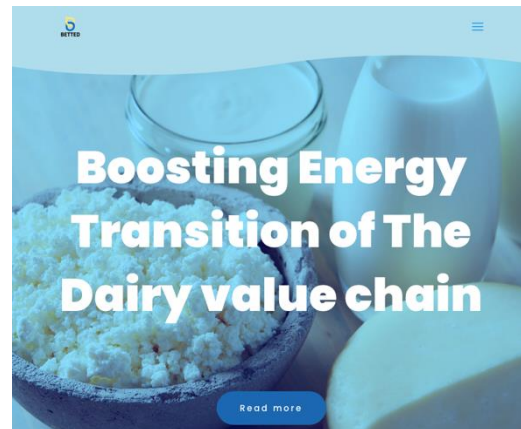 BETTED
Boosting Energy
Transition of The
Dairy value chain
Read more